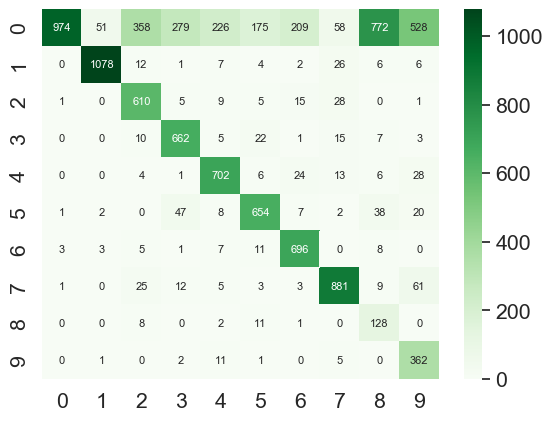 0 974 51 358 279 226 175 209 58 772 528
1 0 1078 12 1 7 4 2 26 6 6
2 1 0 610 5 9 5 15 28 0 1
3 0 0 10 662 5 22 1 15 7 3
4 0 0 4 1 702 6 24 13 6 28
5 1 2 0 47 8 654 7 2 38 20
6 3 3 5 1 7 11 696 0 8 0
7 1 0 25 12 5 3 3 881 9 61
8 0 0 8 0 2 11 1 0 128 0
9 0 1 0 2 11 1 0 5 0 362
0 1 2 3 4 5 6 7 8 9
1000
800
600
400
200
0